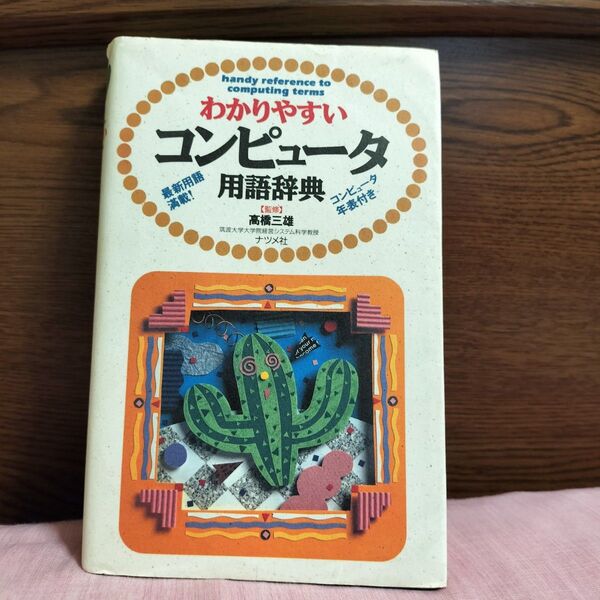 handy reference to
computing terms
わかりやすい
コンピュータ
用語辞典
最新用語
満載!
コンピュータ
年表付き
【監修】
高橋三雄
筑波大学大学院経営システム科学教授
ナツメ社